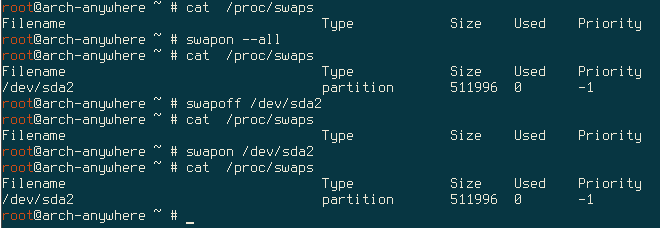 root@arch-anywhere ~ # cat  /proc/swaps
Filename                                Type            Size    Used    Priority
root@arch-anywhere ~ # swapon --all
root@arch-anywhere ~ # cat  /proc/swaps
Filename                                Type            Size    Used    Priority
/dev/sda2                               partition       511996  0       -1
root@arch-anywhere ~ # swapoff /dev/sda2
root@arch-anywhere ~ # cat  /proc/swaps
Filename                                Type            Size    Used    Priority
root@arch-anywhere ~ # swapon /dev/sda2
root@arch-anywhere ~ # cat  /proc/swaps
Filename                                Type            Size    Used    Priority
/dev/sda2                               partition       511996  0       -1
root@arch-anywhere ~ # _